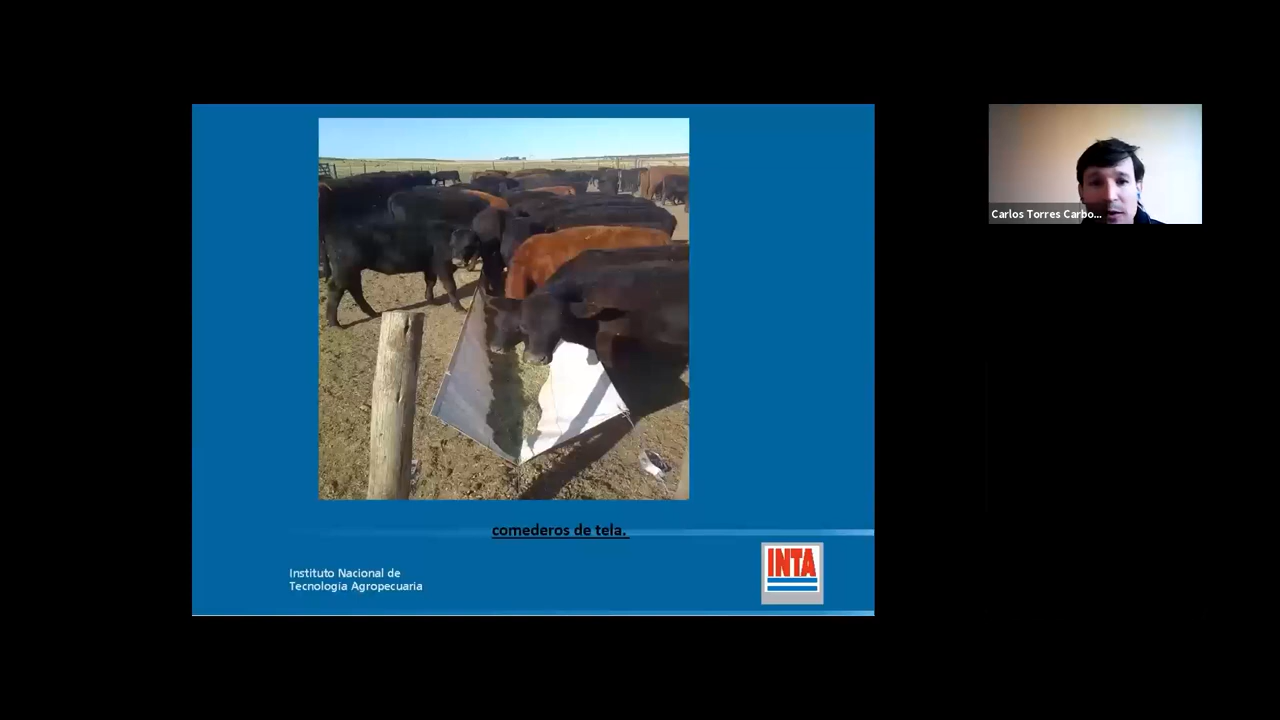 Carlos Torres Carbo...
comederos de tela.
Instituto Nacional de
Tecnología Agropecuaria
INTA